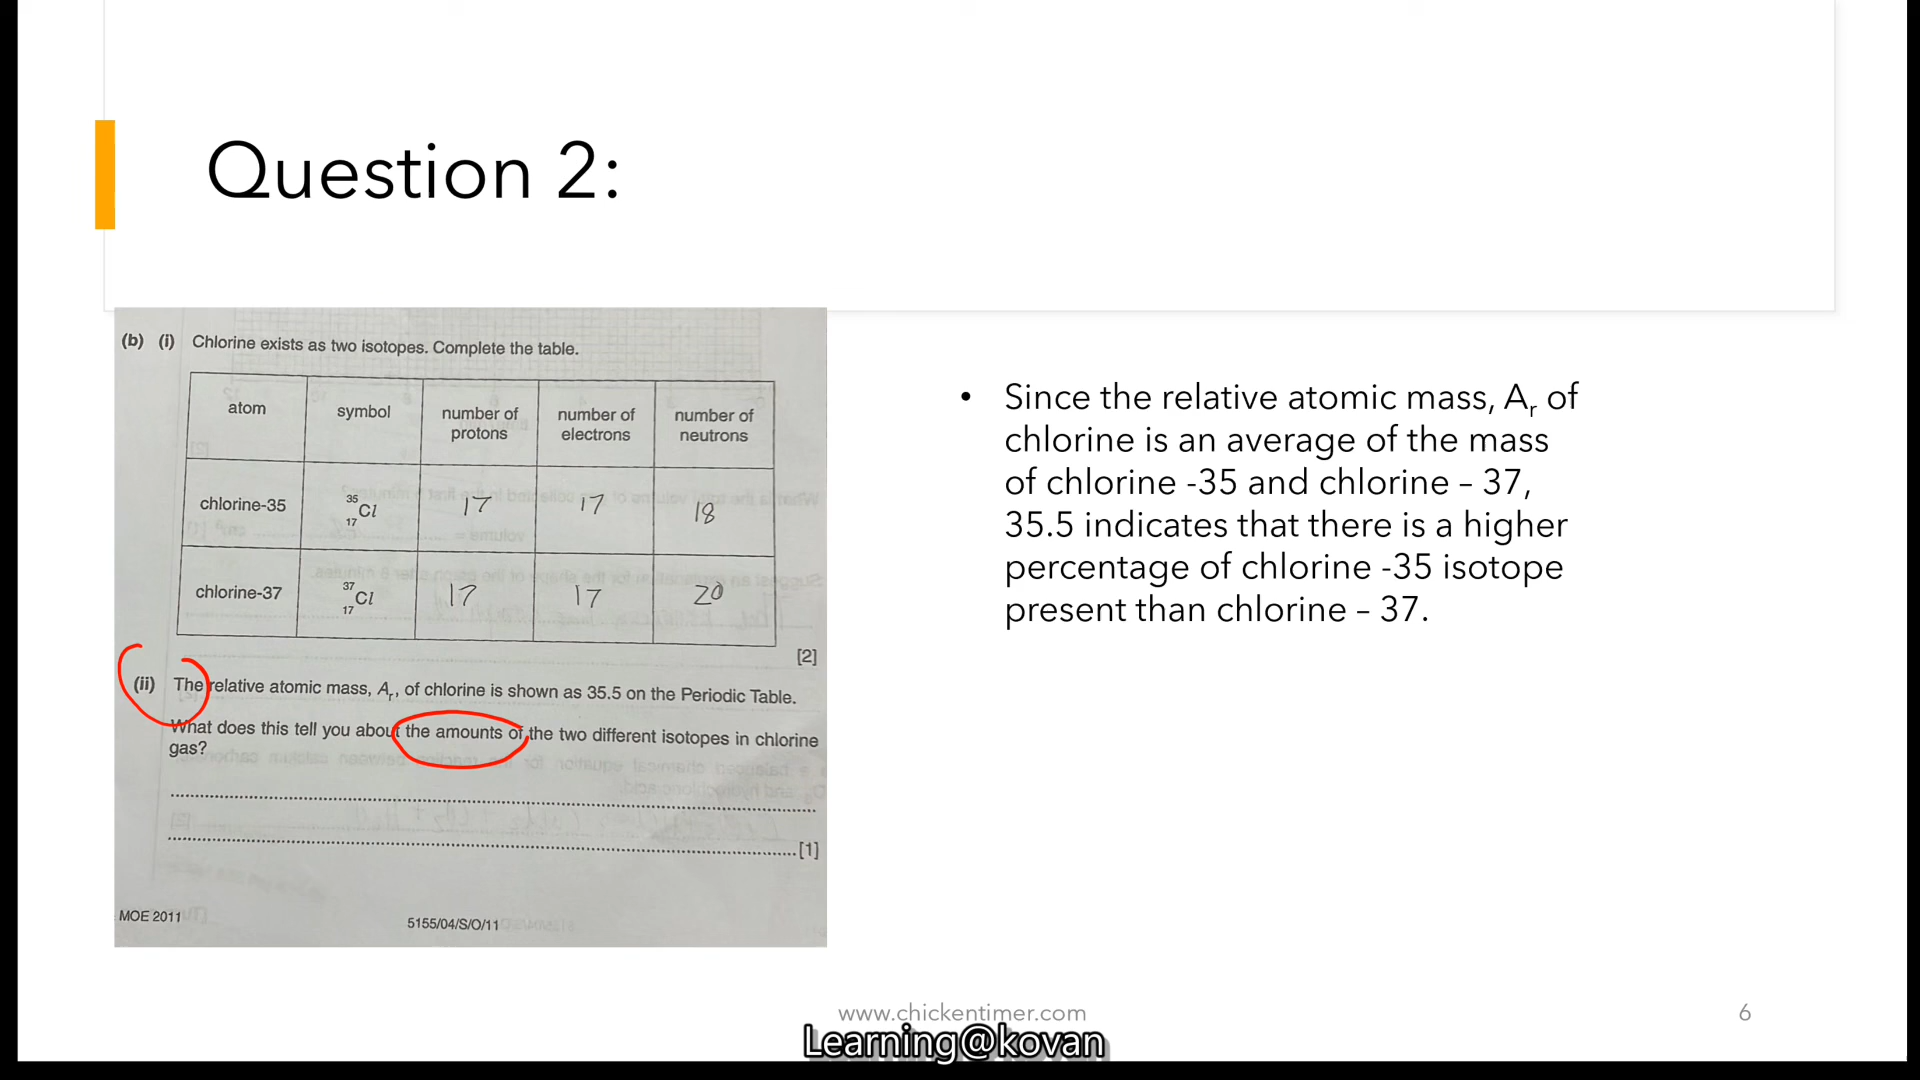 Question 2:
(b) (i) Chlorine exists as two isotopes. Complete the table.
atom symbol number of protons number of electrons number of neutrons
chlorine-35 35 17 Cl 17 17 18
chlorine-37 37 17 Cl 17 17 20
[2]
(ii) The relative atomic mass, Ar, of chlorine is shown as 35.5 on the Periodic Table.
What does this tell you about the amounts of the two different isotopes in chlorine
gas?
[1]
MOE 2011 5155/04/S/O/11
• Since the relative atomic mass, Ar of
chlorine is an average of the mass
of chlorine -35 and chlorine – 37,
35.5 indicates that there is a higher
percentage of chlorine -35 isotope
present than chlorine – 37.
www.chickentimer.com 6
Learning@kovan